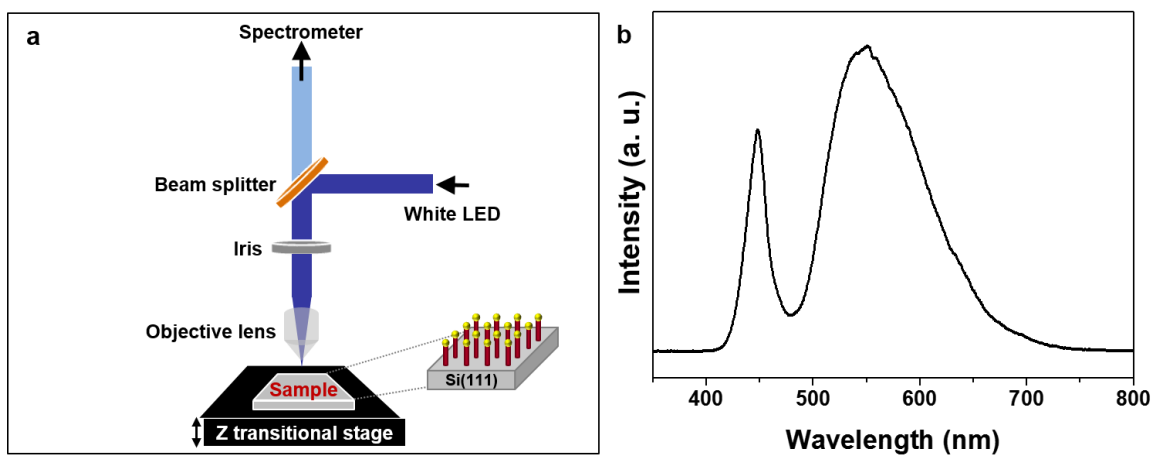 a
Spectrometer
Beam splitter
White LED
Iris
Objective lens
Si(111)
Sample
Z transitional stage
b
Intensity (a. u.)
400 500 600 700 800
Wavelength (nm)